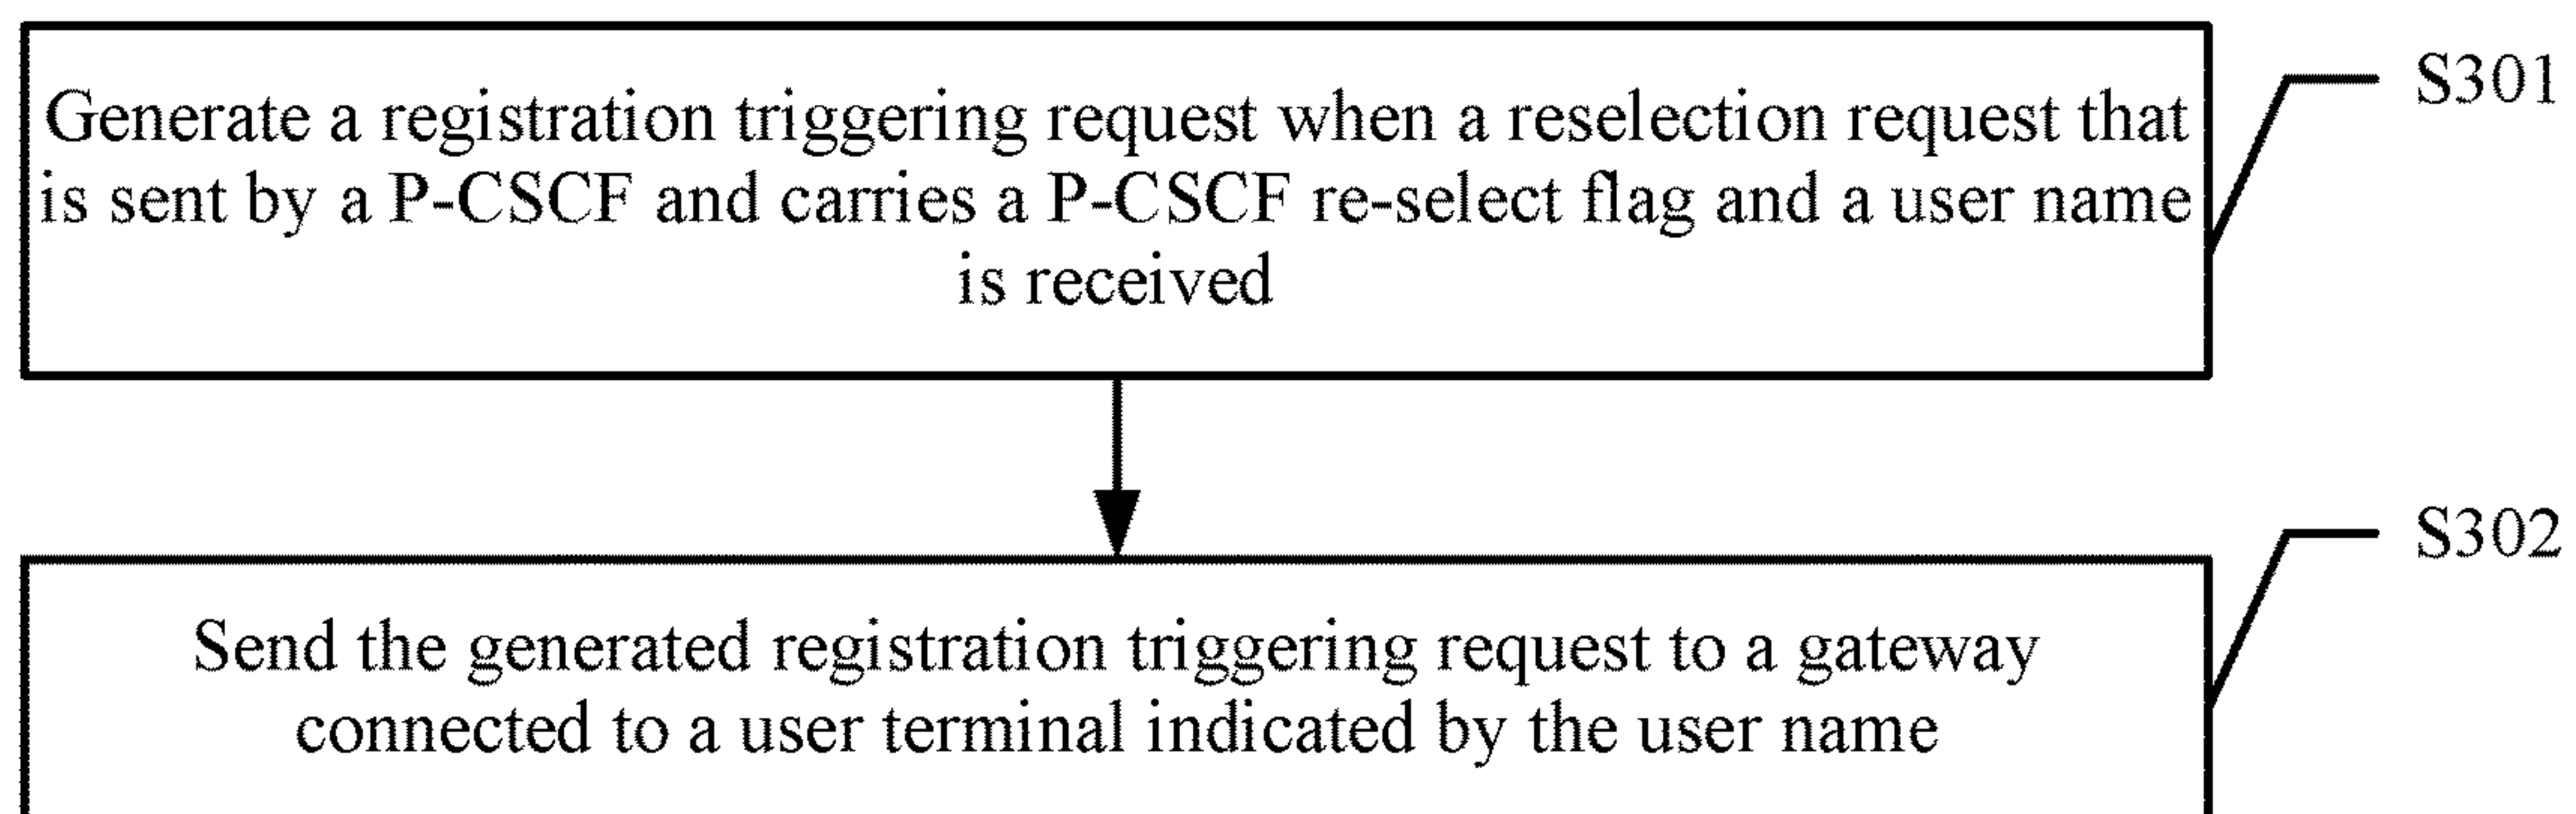 Generate a registration triggering request when a reselection request that
is sent by a P-CSCF and carries a P-CSCF re-select flag and a user name
is received
S301
Send the generated registration triggering request to a gateway
connected to a user terminal indicated by the user name
S302